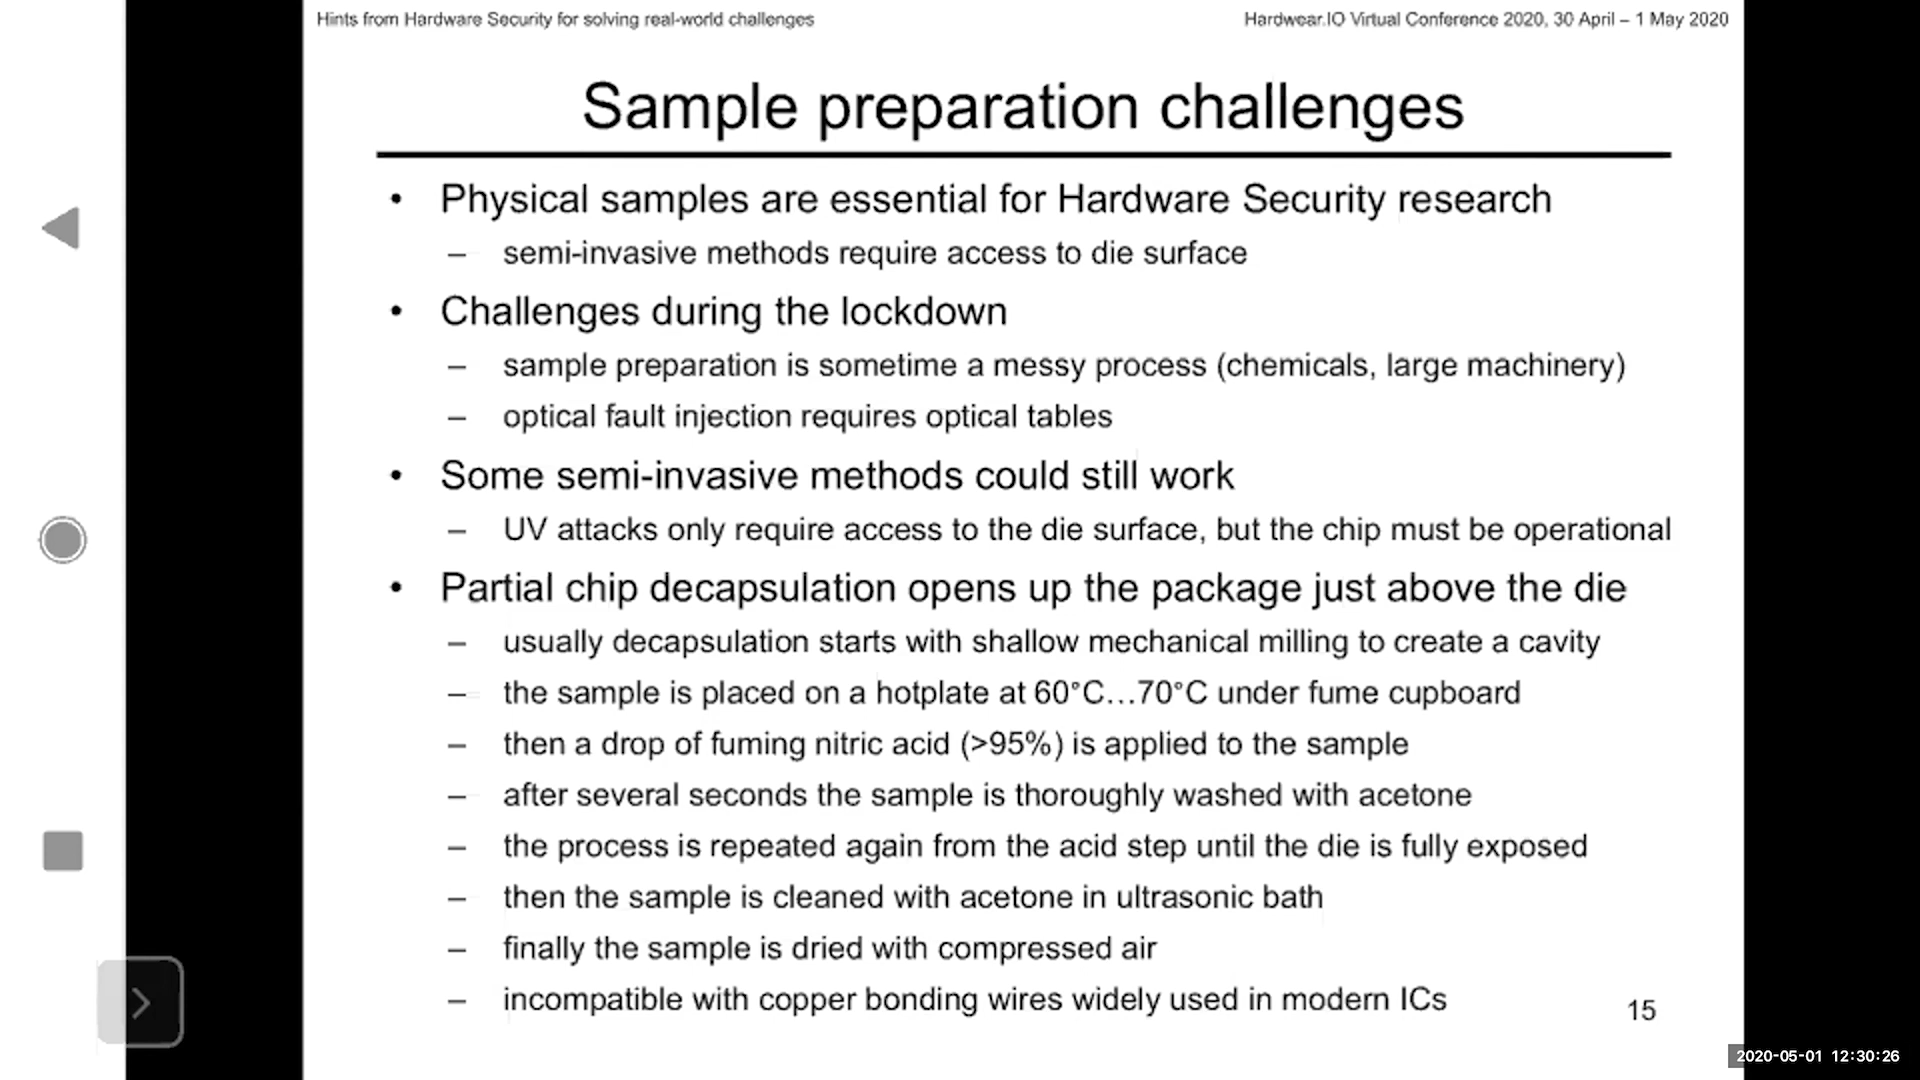 Hints from Hardware Security for solving real-world challenges
Hardwear.IO Virtual Conference 2020, 30 April – 1 May 2020
Sample preparation challenges
• Physical samples are essential for Hardware Security research
– semi-invasive methods require access to die surface
• Challenges during the lockdown
– sample preparation is sometime a messy process (chemicals, large machinery)
– optical fault injection requires optical tables
• Some semi-invasive methods could still work
– UV attacks only require access to the die surface, but the chip must be operational
• Partial chip decapsulation opens up the package just above the die
– usually decapsulation starts with shallow mechanical milling to create a cavity
– the sample is placed on a hotplate at 60°C…70°C under fume cupboard
– then a drop of fuming nitric acid (>95%) is applied to the sample
– after several seconds the sample is thoroughly washed with acetone
– the process is repeated again from the acid step until the die is fully exposed
– then the sample is cleaned with acetone in ultrasonic bath
– finally the sample is dried with compressed air
– incompatible with copper bonding wires widely used in modern ICs
15
2020-05-01 12:30:26